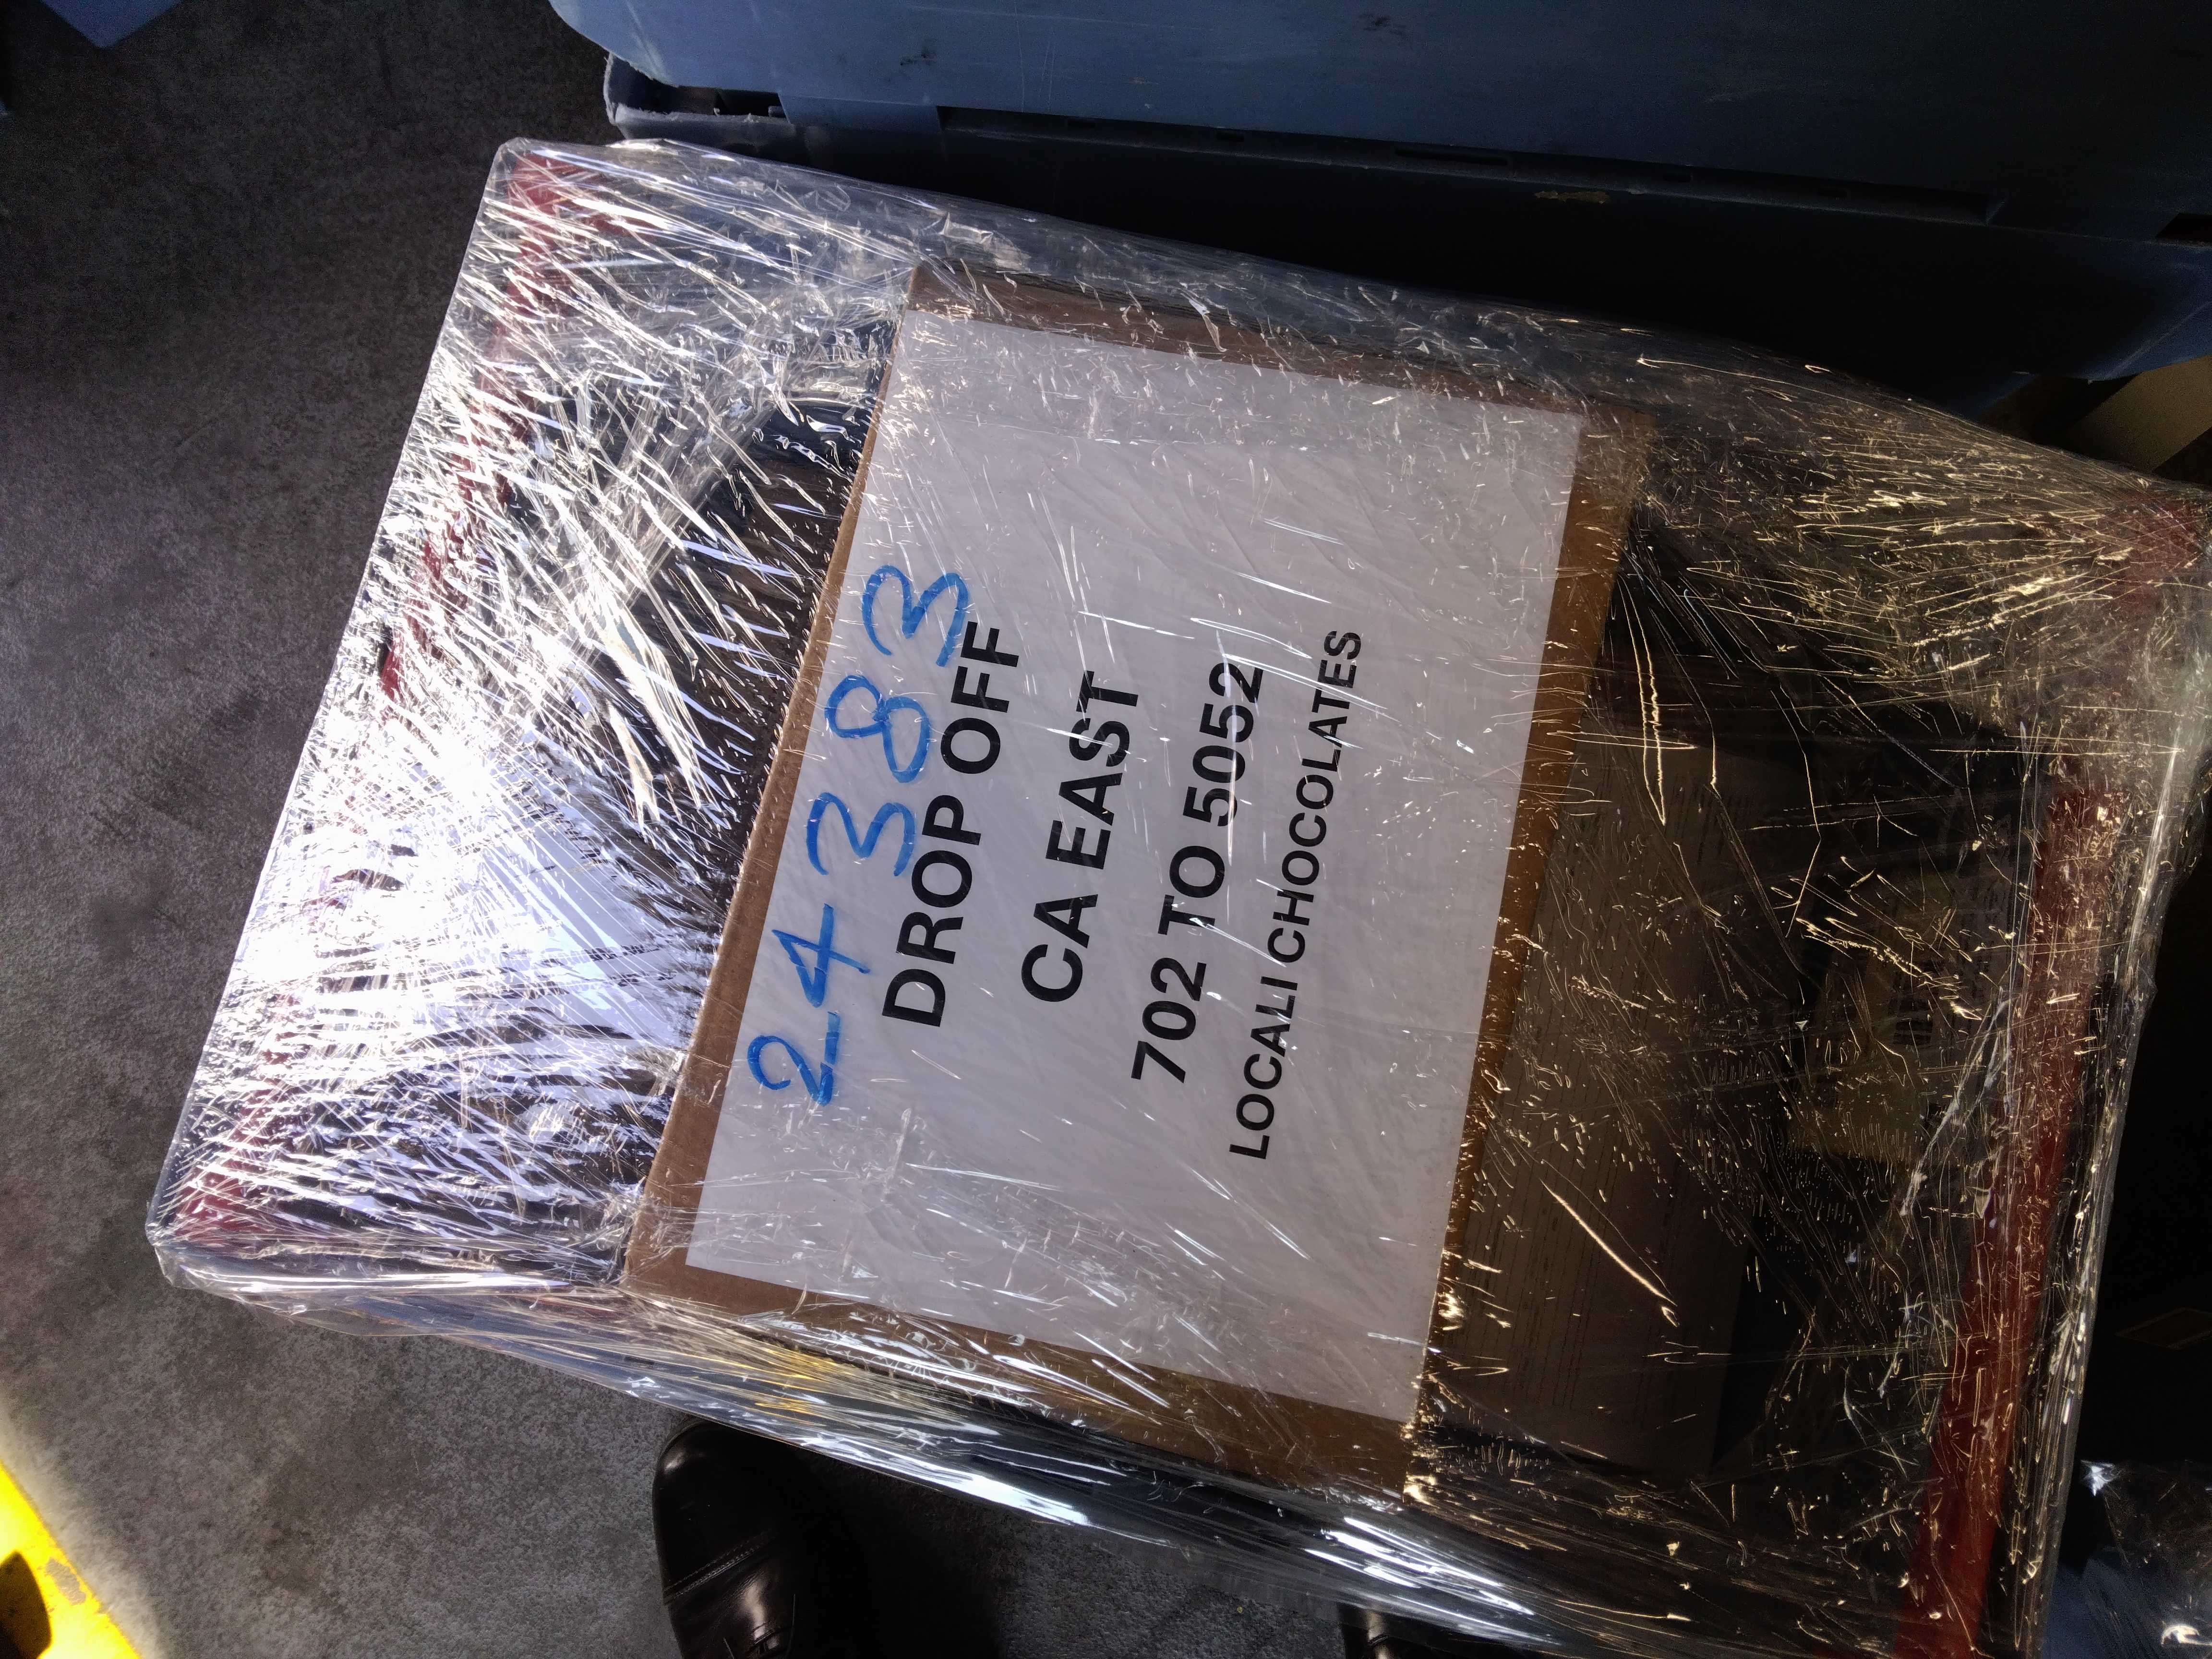 24383
DROP OFF
CA EAST
702 TO 5052
LOCALI CHOCOLATES